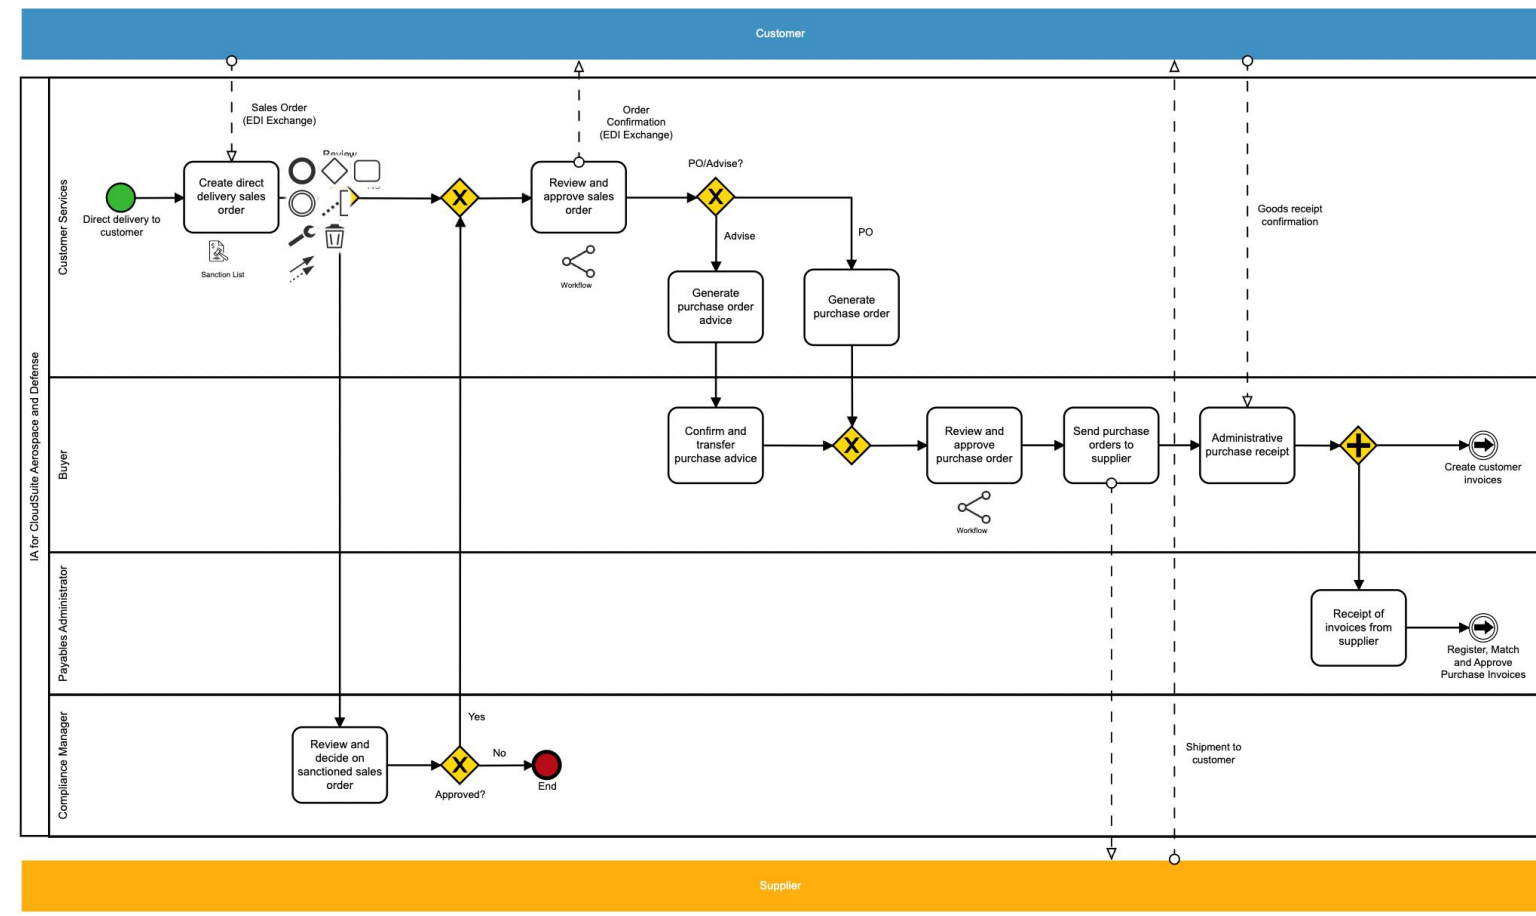 Customer
Sales Order
(EDI Exchange)
Order
Confirmation
(EDI Exchange)
Review
PO/Advise?
Create direct
delivery sales
order
Review and
approve sales
order
Direct delivery to
customer
Sanction List
Workflow
Advise
PO
Goods receipt
confirmation
Generate
purchase order
advice
Generate
purchase order
Customer Services
IA for CloudSuite Aerospace and Defense
Buyer
Confirm and
transfer
purchase advice
Review and
approve
purchase order
Workflow
Send purchase
orders to
supplier
Administrative
purchase receipt
Create customer
invoices
Payables Administrator
Receipt of
invoices from
supplier
Register, Match
and Approve
Purchase Invoices
Compliance Manager
Review and
decide on
sanctioned sales
order
Yes
No
Approved?
End
Shipment to
customer
Supplier